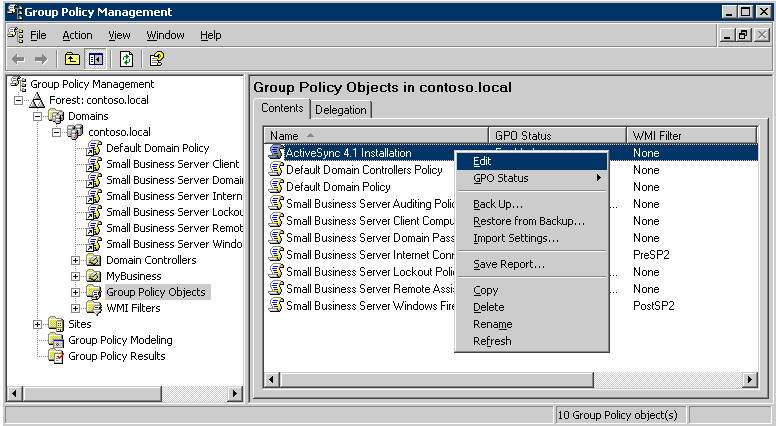 Group Policy Management
File Action View Window Help
Group Policy Management
Forest: contoso.local
Domains
contoso.local
Default Domain Policy
Small Business Server Client
Small Business Server Domai
Small Business Server Intern
Small Business Server Lockou
Small Business Server Remot
Small Business Server Windo
Domain Controllers
MyBusiness
Group Policy Objects
WMI Filters
Sites
Group Policy Modeling
Group Policy Results
Group Policy Objects in contoso.local
Contents Delegation
Name GPO Status WMI Filter
ActiveSync 4.1 Installation None
Default Domain Controllers Policy None
Default Domain Policy None
Small Business Server Auditing Poli ... None
Small Business Server Client Compu None
Small Business Server Domain Pass ... None
Small Business Server Internet Conn PreSP2
Small Business Server Lockout Poli ... None
Small Business Server Remote Assis ... None
Small Business Server Windows Fire PostSP2
Edit
GPO Status
Back Up...
Restore from Backup...
Import Settings...
Save Report...
Copy
Delete
Rename
Refresh
10 Group Policy object(s)